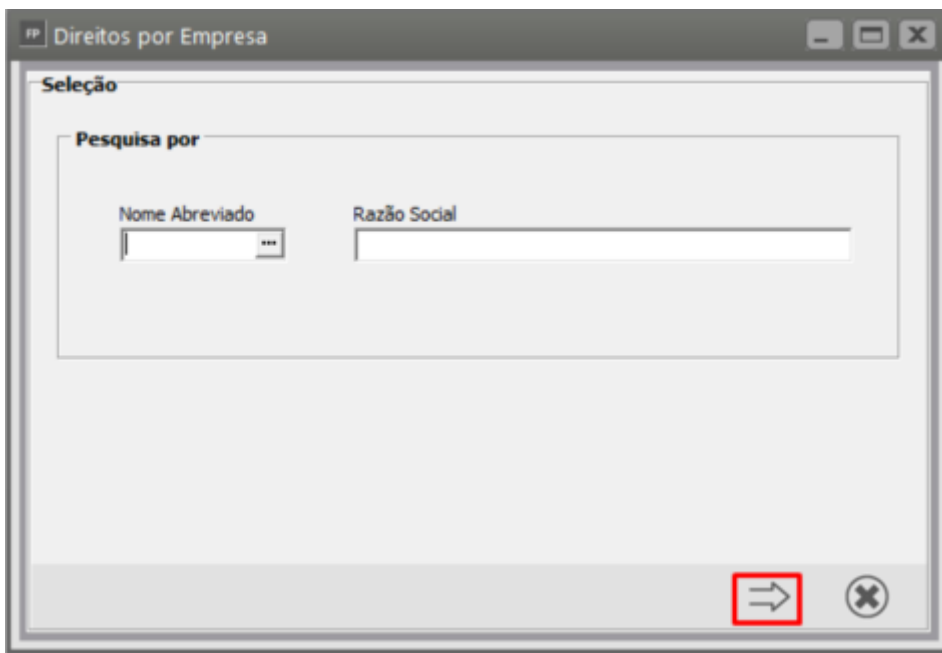 FP Direitos por Empresa
Seleção
Pesquisa por
Nome Abreviado Razão Social
...